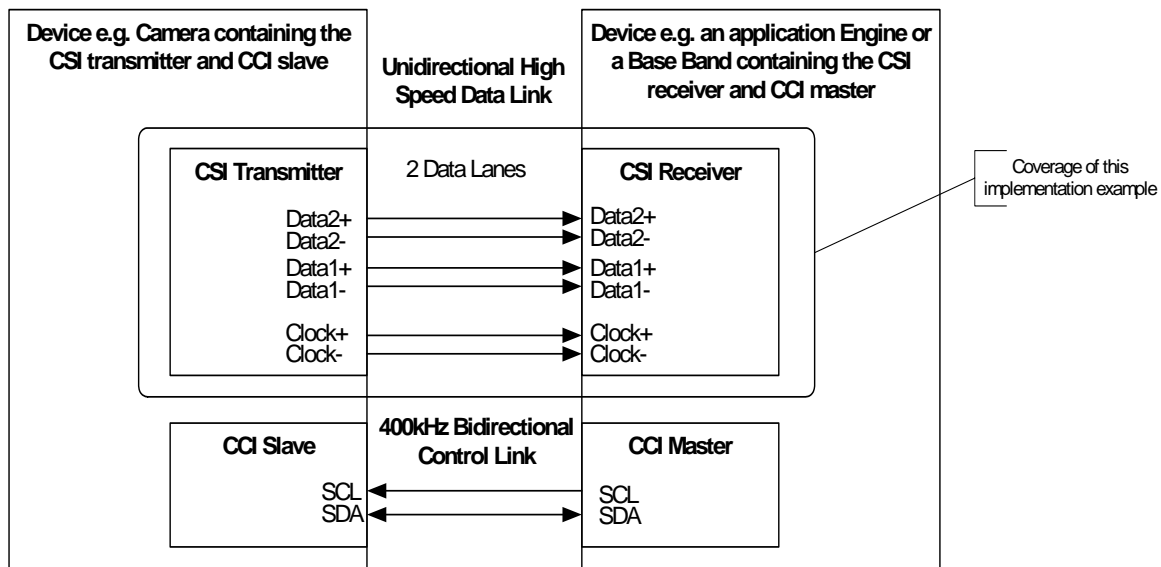 Device e.g. Camera containing the
CSI transmitter and CCI slave
Unidirectional High
Speed Data Link
Device e.g. an application Engine or
a Base Band containing the CSI
receiver and CCI master
CSI Transmitter
2 Data Lanes
CSI Receiver
Coverage of this
implementation example
Data2+
Data2-
Data1+
Data1-
Clock+
Clock-
Data2+
Data2-
Data1+
Data1-
Clock+
Clock-
CCI Slave
400kHz Bidirectional
Control Link
CCI Master
SCL
SDA
SCL
SDA